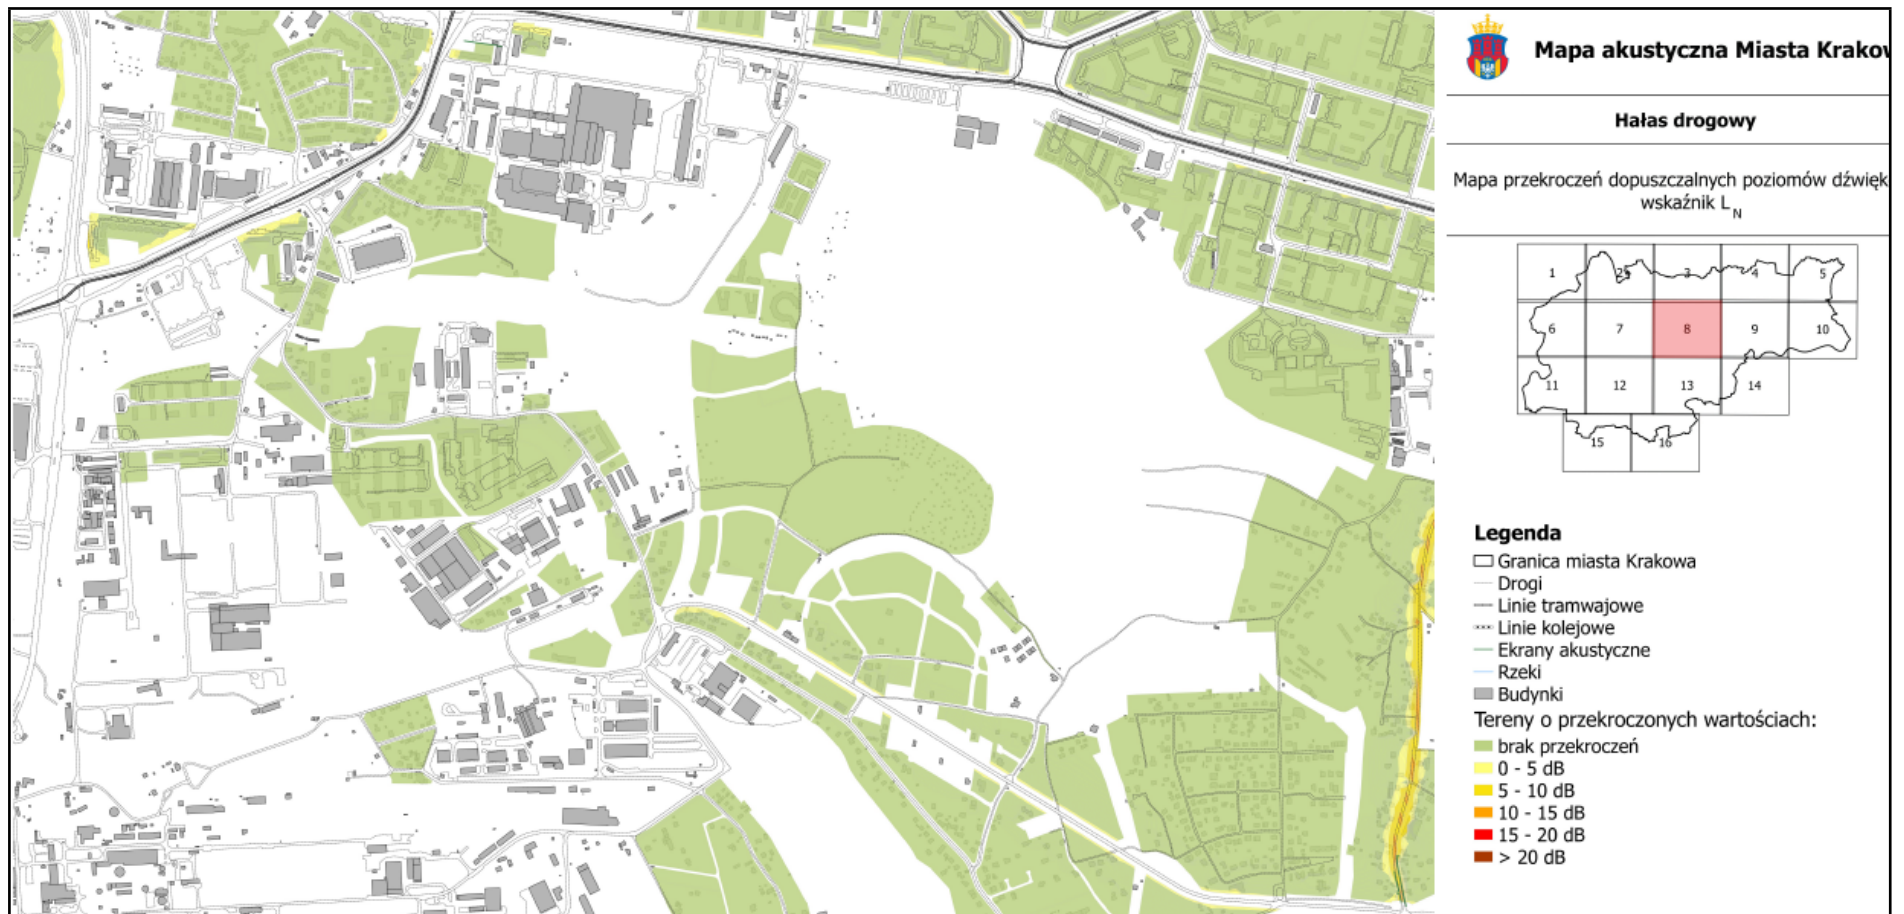 Mapa akustyczna Miasta Krakow
Hałas drogowy
Mapa przekroczeń dopuszczalnych poziomów dźwięk
wskaźnik L N
1 2 3 4 5
6 7 8 9 10
11 12 13 14
15 16
Legenda
Granica miasta Krakowa
Drogi
Linie tramwajowe
Linie kolejowe
Ekrany akustyczne
Rzeki
Budynki
Tereny o przekroczonych wartościach:
brak przekroczeń
0 - 5 dB
5 - 10 dB
10 - 15 dB
15 - 20 dB
> 20 dB